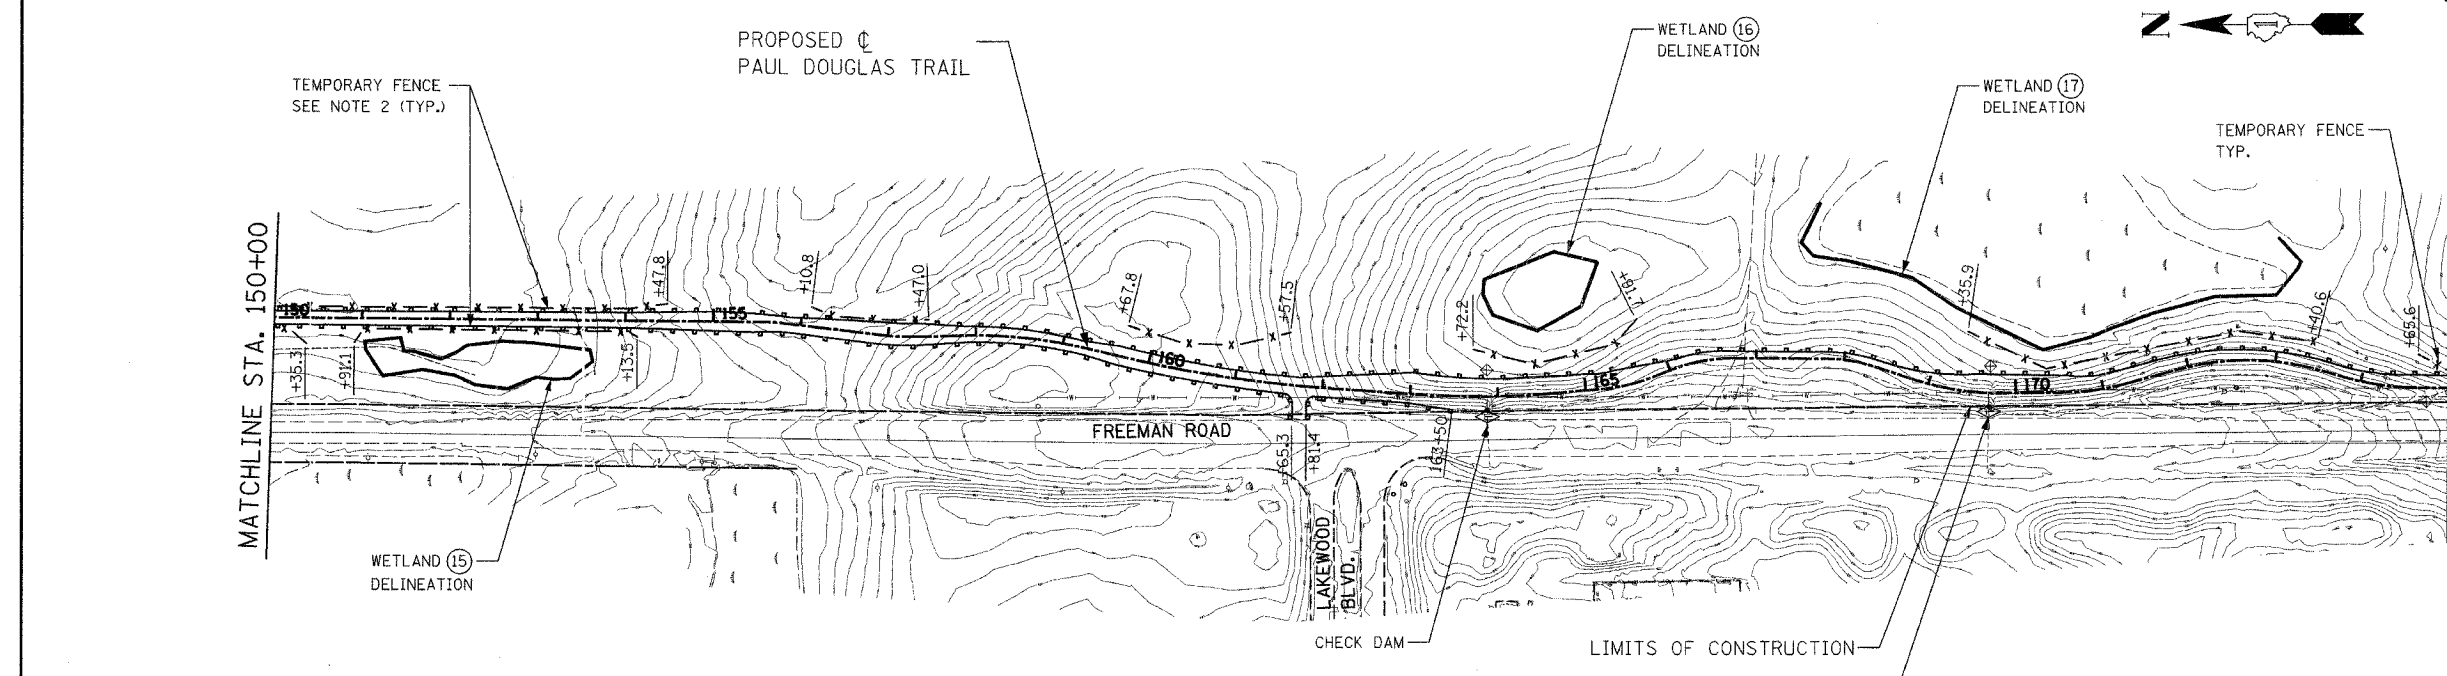 PROPOSED ℄
PAUL DOUGLAS TRAIL
WETLAND 16
DELINEATION
N
TEMPORARY FENCE
SEE NOTE 2 (TYP.)
WETLAND 17
DELINEATION
TEMPORARY FENCE
TYP.
MATCHLINE STA. 150+00
150
155
160
165
170
+35.3
+91.1
+13.5
+47.8
+10.8
+47.0
+67.8
+57.5
+72.2
+91.7
+35.9
+40.6
+65.6
+65.3
+81.4
163+50
FREEMAN ROAD
LAKEWOOD
BLVD.
WETLAND 15
DELINEATION
CHECK DAM
LIMITS OF CONSTRUCTION